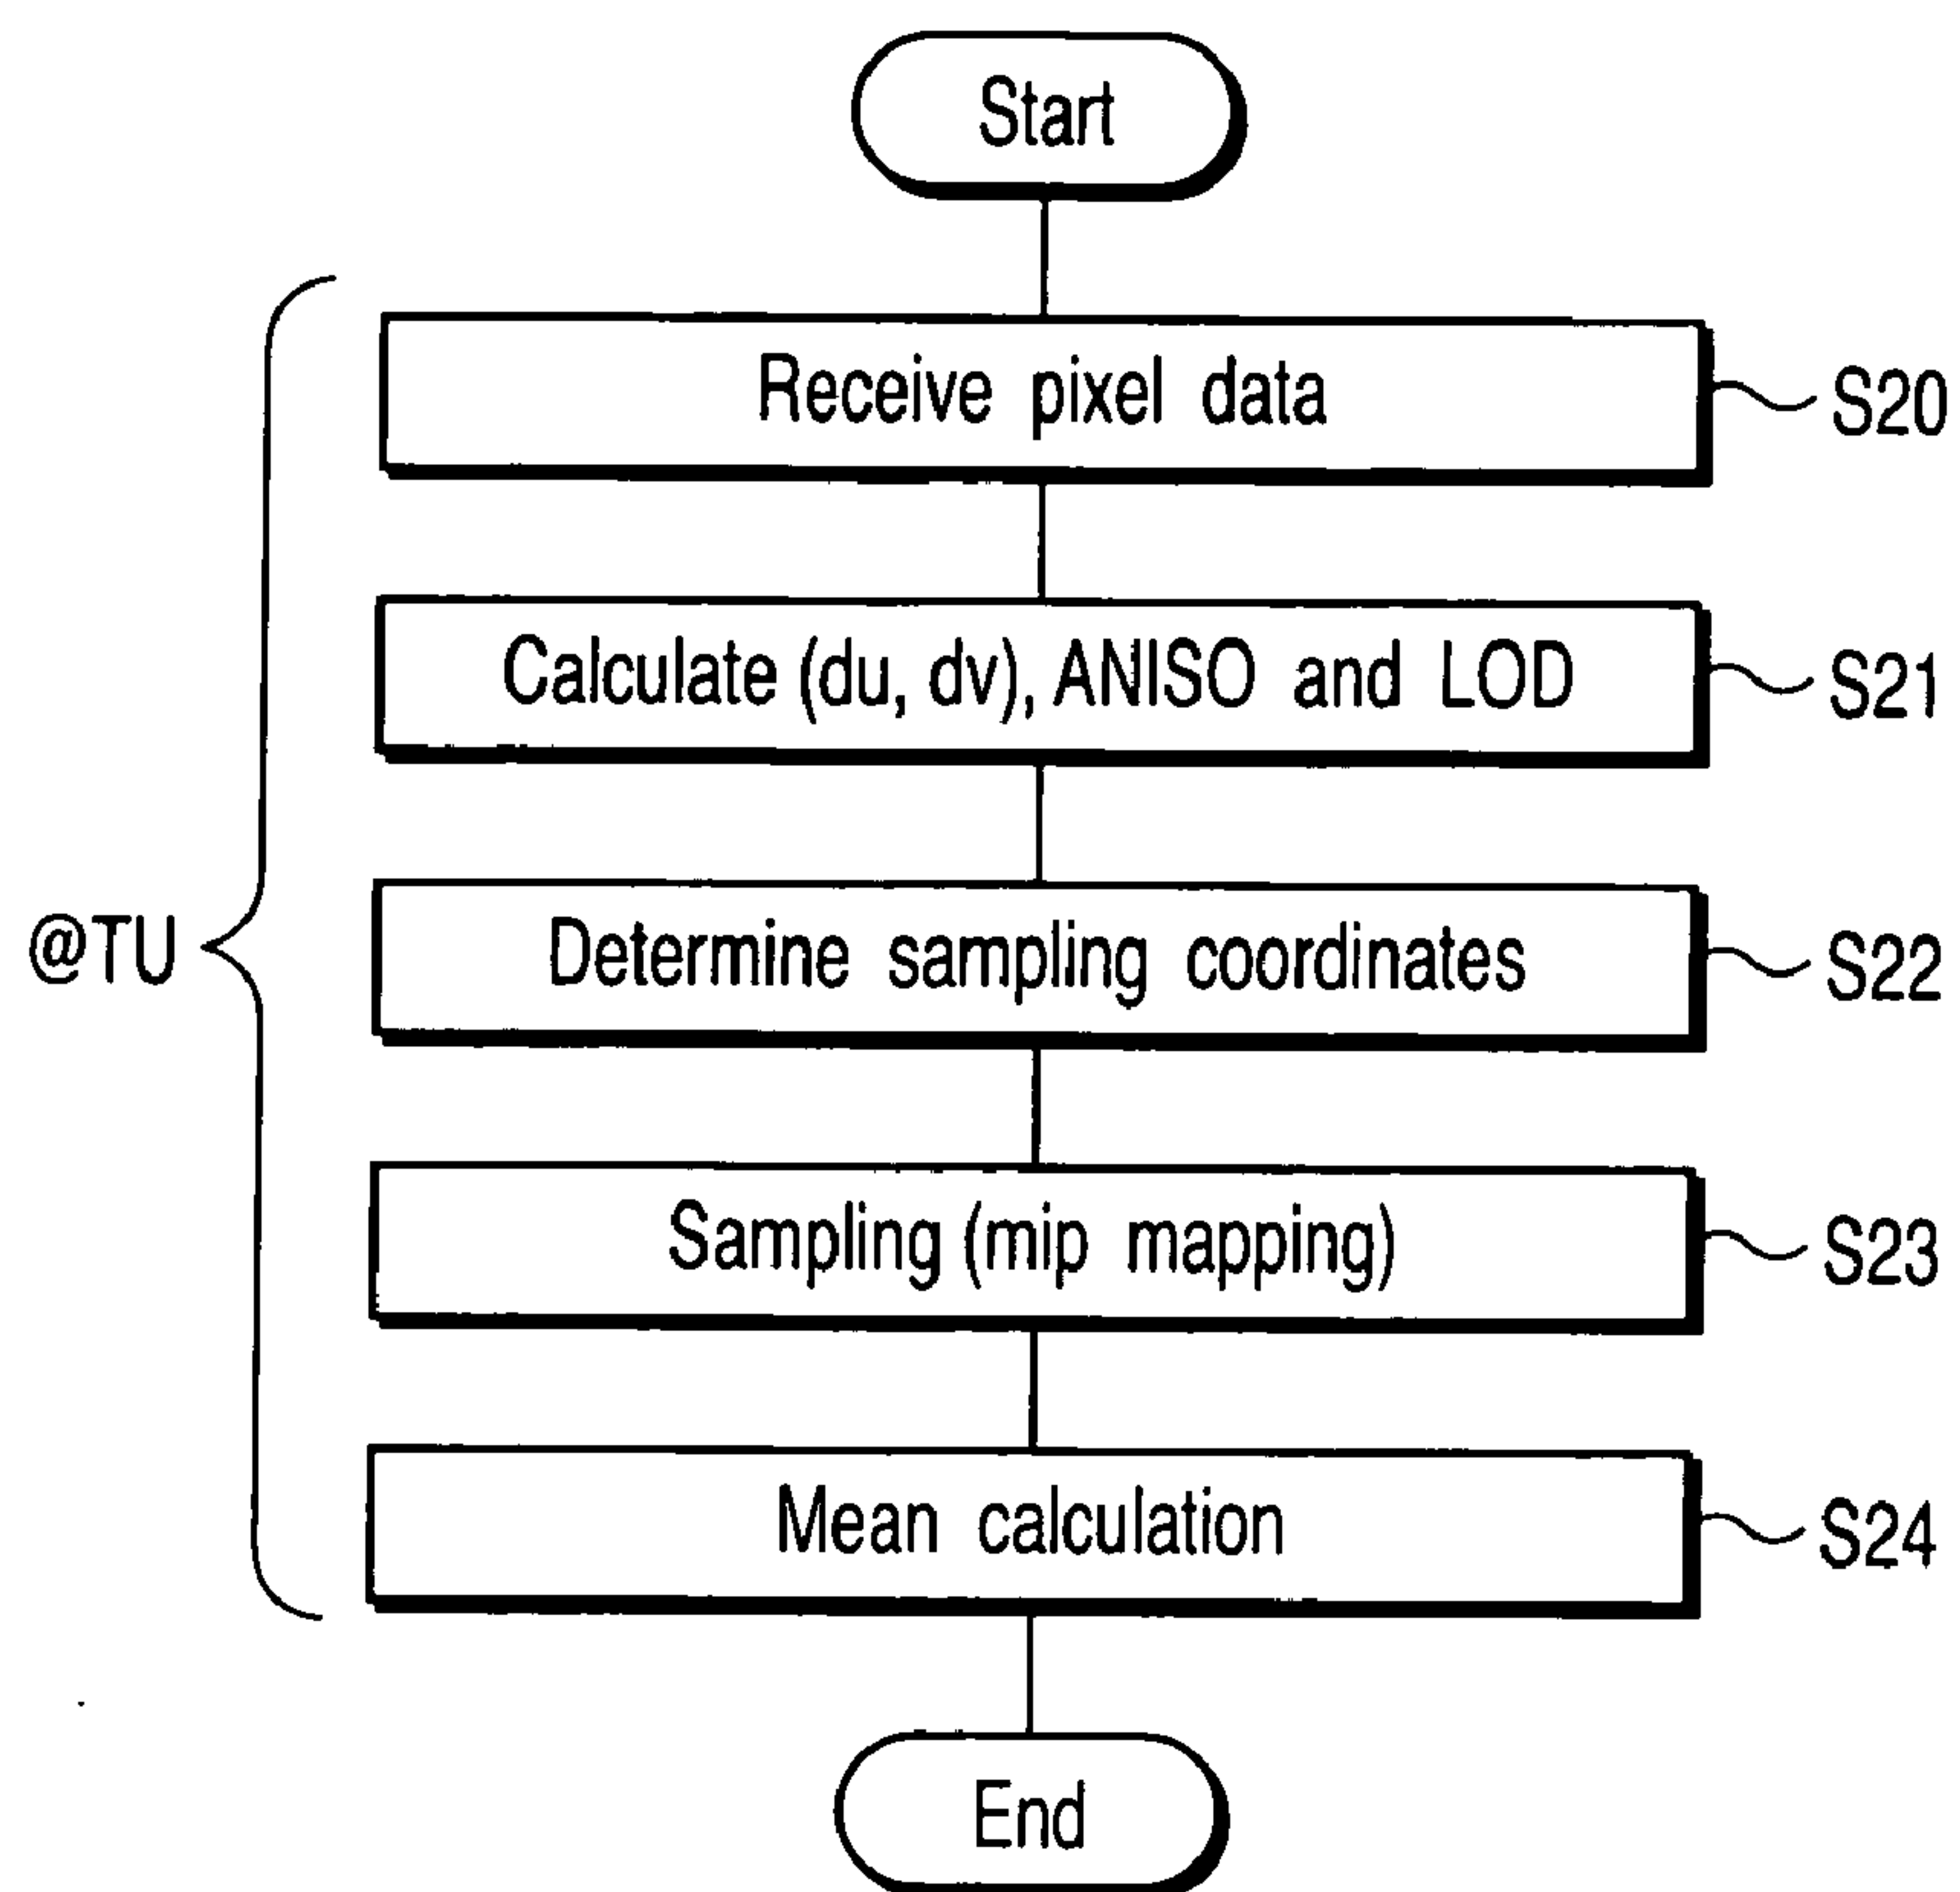 Start
Receive pixel data
S20
Calculate (du, dv), ANISO and LOD
S21
@TU
Determine sampling coordinates
S22
Sampling (mip mapping)
S23
Mean calculation
S24
End